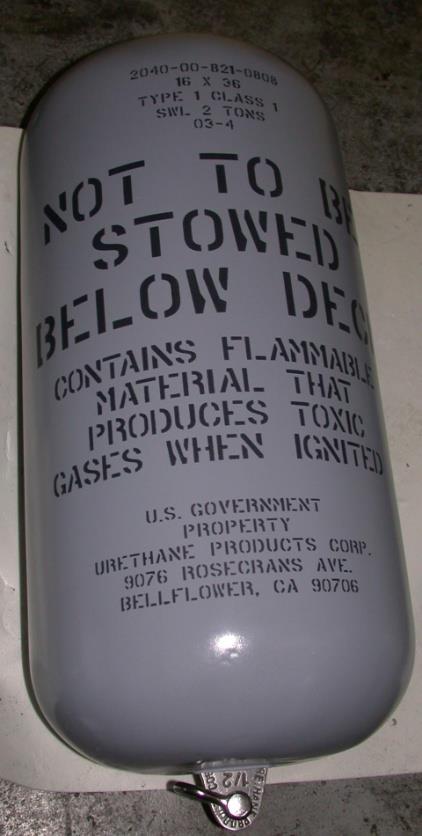 2040-00-821-0808
16 X 36
TYPE 1 CLASS 1
SWL 2 TONS
03-4
NOT TO BE
STOWED
BELOW DEC
CONTAINS FLAMMABLE
MATERIAL THAT
PRODUCES TOXIC
GASES WHEN IGNITED
U.S. GOVERNMENT
PROPERTY
URETHANE PRODUCTS CORP.
9076 ROSECRANS AVE.
BELLFLOWER, CA 90706
1/2